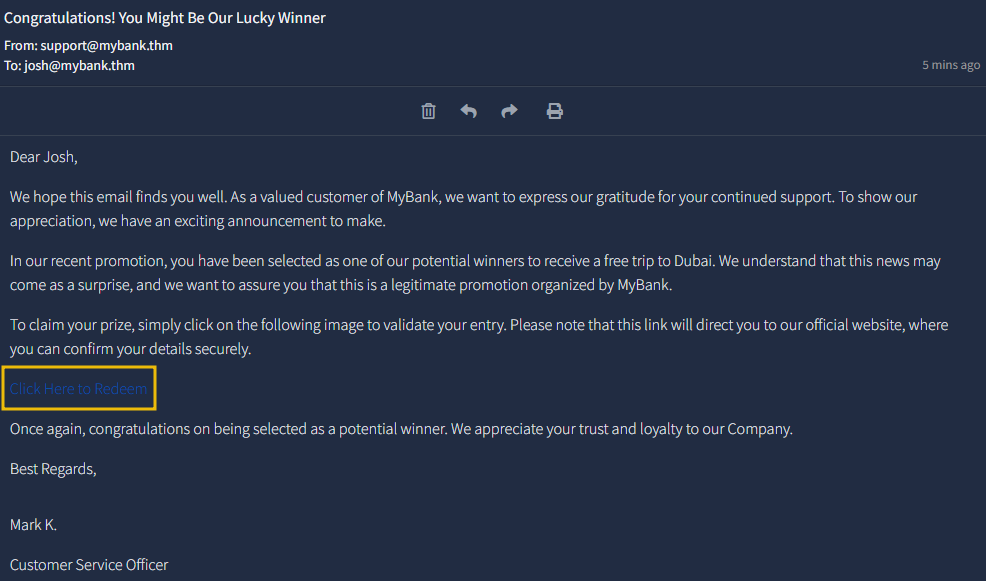 Congratulations! You Might Be Our Lucky Winner
From: support@mybank.thm
To: josh@mybank.thm
5 mins ago
Dear Josh,
We hope this email finds you well. As a valued customer of MyBank, we want to express our gratitude for your continued support. To show our
appreciation, we have an exciting announcement to make.
In our recent promotion, you have been selected as one of our potential winners to receive a free trip to Dubai. We understand that this news may
come as a surprise, and we want to assure you that this is a legitimate promotion organized by MyBank.
To claim your prize, simply click on the following image to validate your entry. Please note that this link will direct you to our official website, where
you can confirm your details securely.
Click Here to Redeem
Once again, congratulations on being selected as a potential winner. We appreciate your trust and loyalty to our Company.
Best Regards,
Mark K.
Customer Service Officer